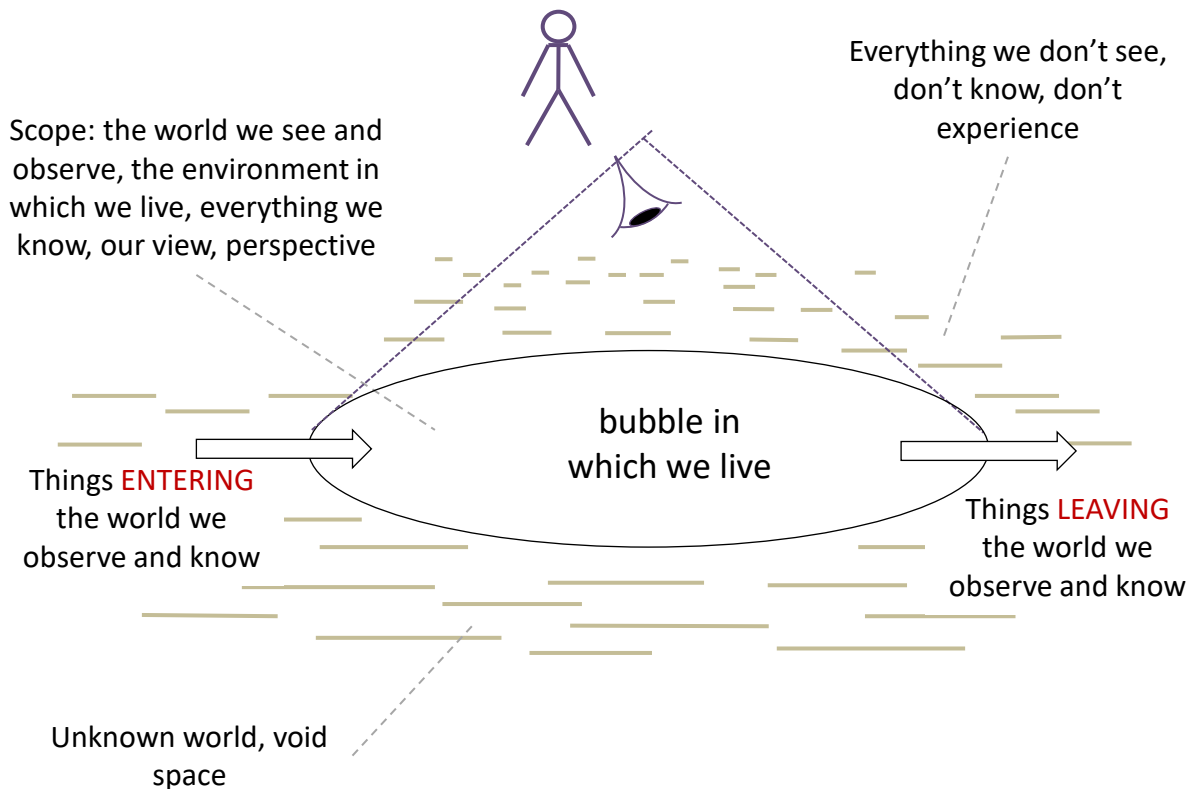 Everything we don’t see,
don’t know, don’t
experience
Scope: the world we see and
observe, the environment in
which we live, everything we
know, our view, perspective
bubble in
which we live
Things ENTERING
the world we
observe and know
Things LEAVING
the world we
observe and know
Unknown world, void
space